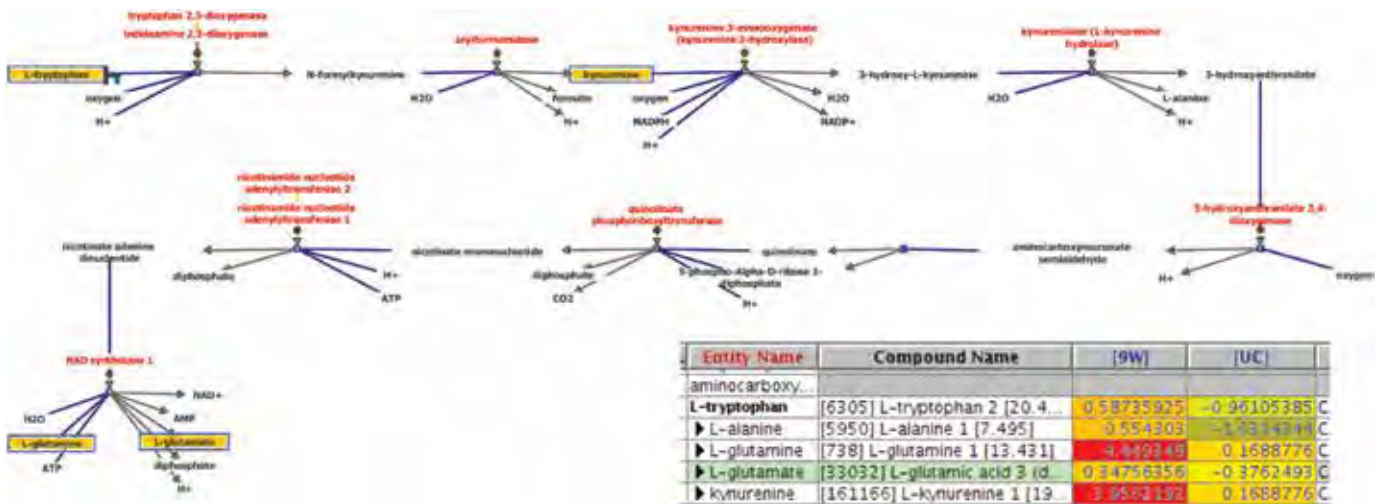 tryptophan 2,3-dioxygenase
indoleamine 2,3-dioxygenase
L-tryptophan
oxygen
H+
N-formylkynurenine
arylformamidase
H2O
formate
H+
kynurenine
kynurenine 3-monooxygenase
(kynurenine 3-hydroxylase)
oxygen
NADPH
H+
H2O
NADP+
3-hydroxy-L-kynurenine
kynureninase (L-kynurenine
hydrolase)
H2O
L-alanine
H+
3-hydroxyanthranilate
nicotinate adenine
dinucleotide
nicotinamide nucleotide
adenylyltransferase 2
nicotinamide nucleotide
adenylyltransferase 1
diphosphate
H+
ATP
nicotinate mononucleotide
quinolinate
phosphoribosyltransferase
diphosphate
CO2
quinolinate
5-phospho-Alpha-D-ribose 1-
diphosphate
H+
aminocarboxymuconate
semialdehyde
3-hydroxyanthranilate 3,4-
dioxygenase
H+
oxygen
NAD synthetase 1
H2O
L-glutamine
ATP
NAD+
AMP
L-glutamate
diphosphate
H+
Entity Name Compound Name [9W] [UC]
aminocarboxy...
L-tryptophan [6305] L-tryptophan 2 [20.4... 0.58735925 -0.96105385 C
L-alanine [5950] L-alanine 1 [7.495] 0.554303 C
L-glutamine [738] L-glutamine 1 [13.431] 0.1688776 C
L-glutamate [33032] L-glutamic acid 3 (d... 0.34756356 -0.3762493 C
kynurenine [161166] L-kynurenine 1 [19... 0.1688776 C